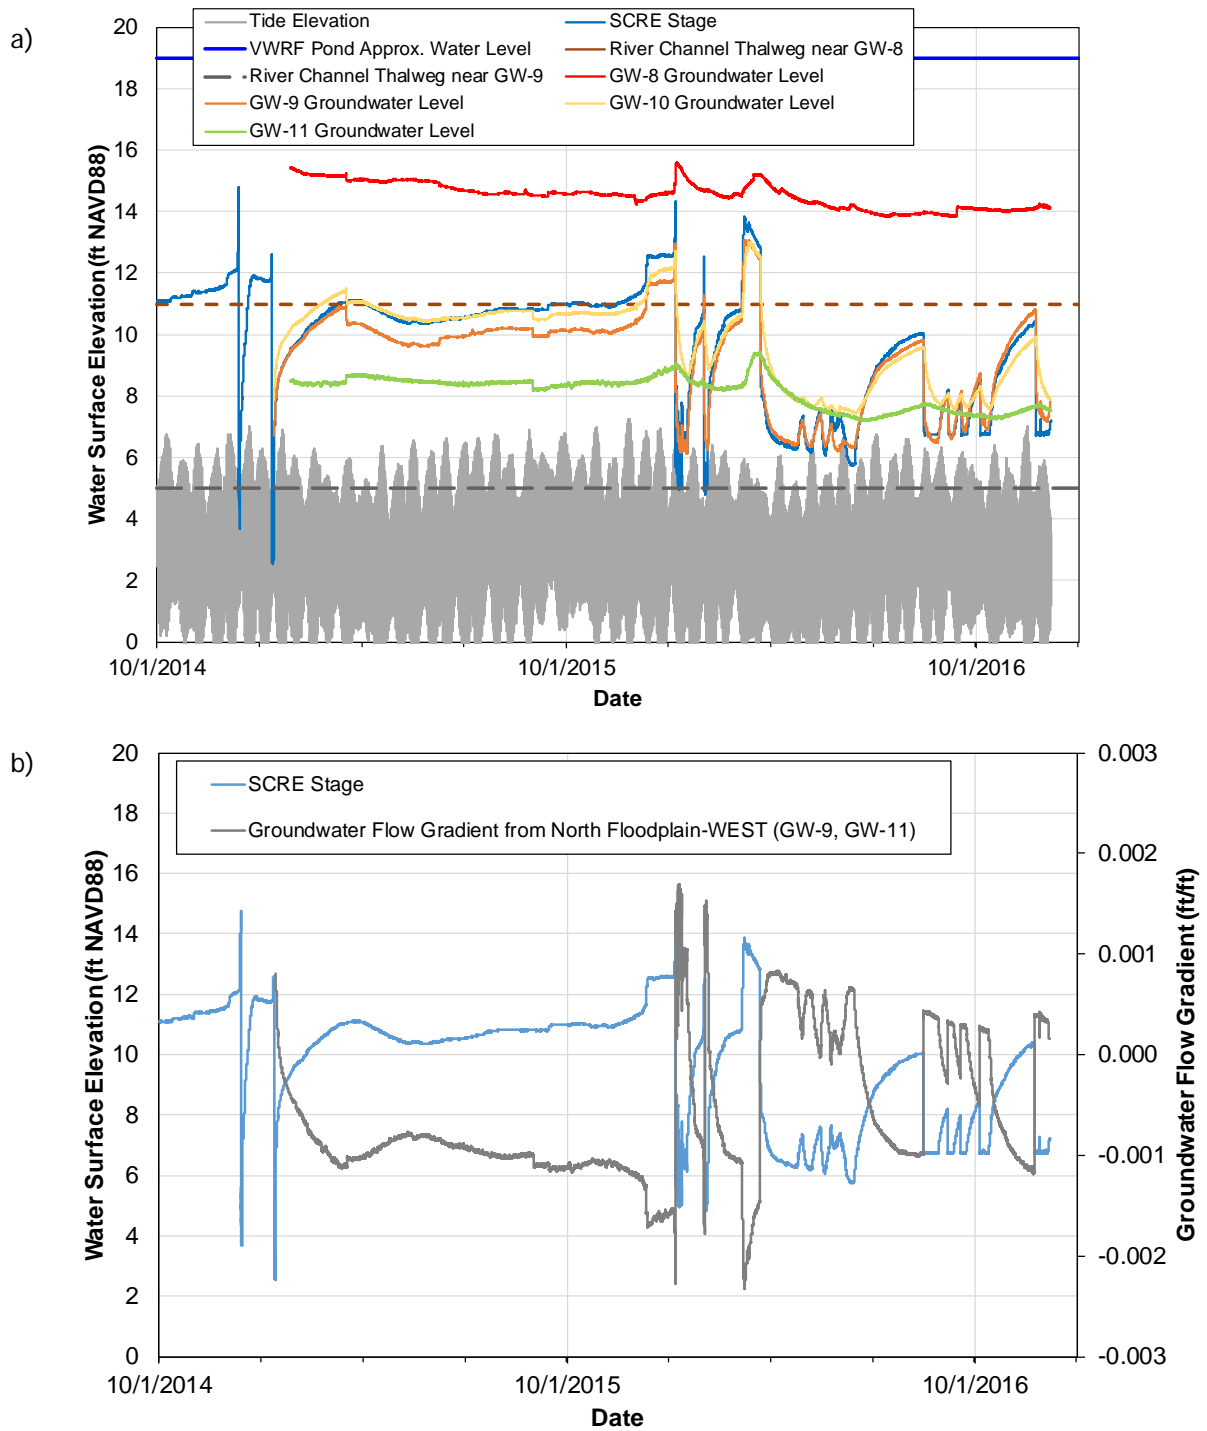 a)
Tide Elevation
SCRE Stage
VWRF Pond Approx. Water Level
River Channel Thalweg near GW-8
River Channel Thalweg near GW-9
GW-8 Groundwater Level
GW-9 Groundwater Level
GW-10 Groundwater Level
GW-11 Groundwater Level
Water Surface Elevation (ft NAVD88)
20
18
16
14
12
10
8
6
4
2
0
10/1/2014
10/1/2015
10/1/2016
Date
b)
SCRE Stage
Groundwater Flow Gradient from North Floodplain-WEST (GW-9, GW-11)
Water Surface Elevation (ft NAVD88)
20
18
16
14
12
10
8
6
4
2
0
0.003
0.002
0.001
0.000
-0.001
-0.002
-0.003
Groundwater Flow Gradient (ft/ft)
10/1/2014
10/1/2015
10/1/2016
Date